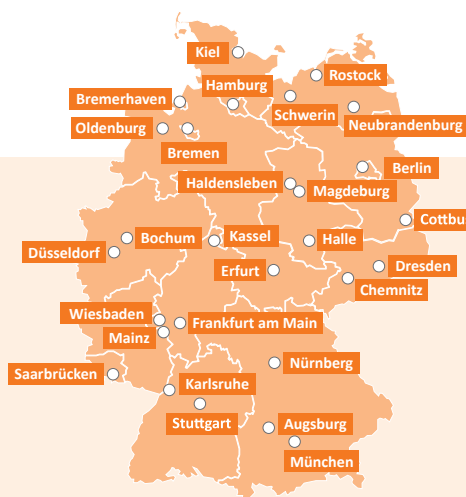 Kiel
Rostock
Hamburg
Bremerhaven
Schwerin
Neubrandenburg
Oldenburg
Bremen
Berlin
Haldensleben
Magdeburg
Cottbu
Bochum
Kassel
Halle
Düsseldorf
Erfurt
Dresden
Chemnitz
Wiesbaden
Frankfurt am Main
Mainz
Nürnberg
Saarbrücken
Karlsruhe
Stuttgart
Augsburg
München